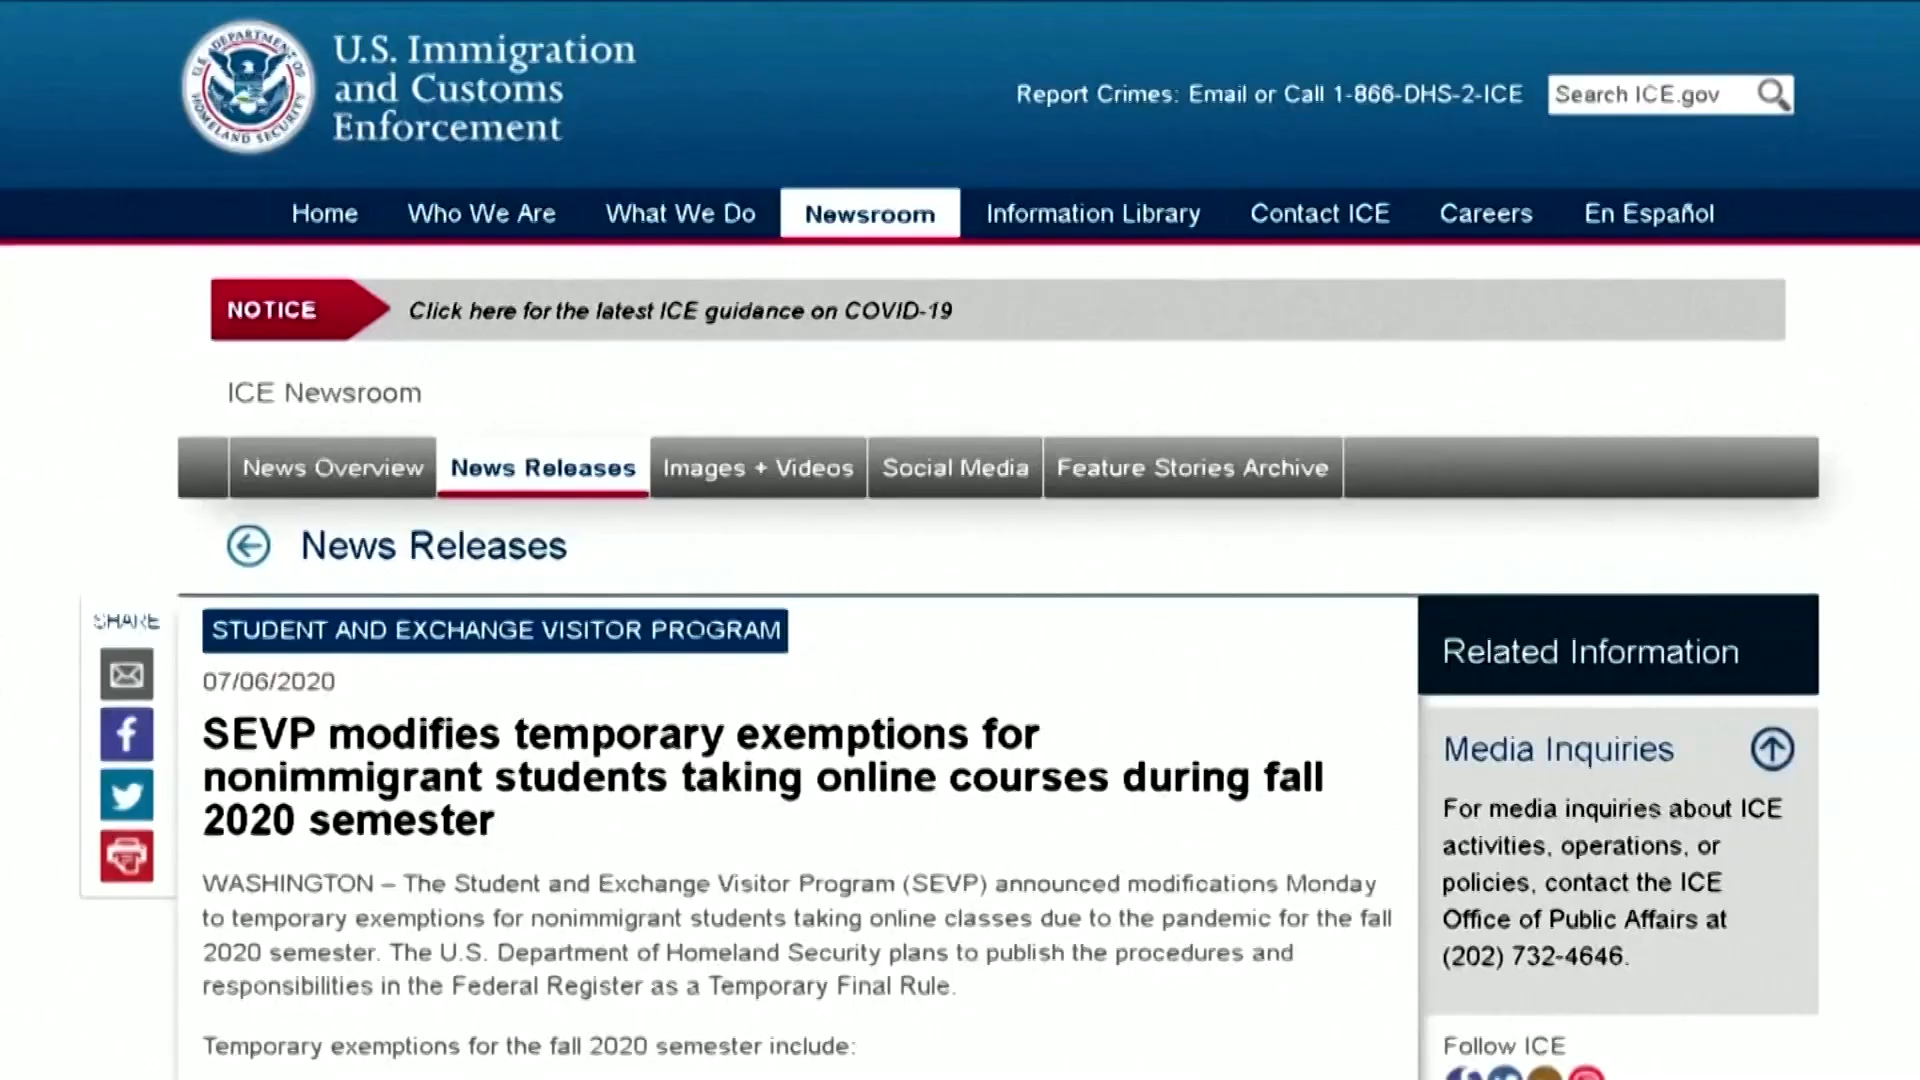 U.S. DEPARTMENT OF HOMELAND SECURITY
U.S. Immigration
and Customs
Enforcement
Report Crimes: Email or Call 1-866-DHS-2-ICE
Search ICE.gov
Home Who We Are What We Do Newsroom Information Library Contact ICE Careers En Español
NOTICE Click here for the latest ICE guidance on COVID-19
ICE Newsroom
News Overview News Releases Images + Videos Social Media Feature Stories Archive
News Releases
SHARE
STUDENT AND EXCHANGE VISITOR PROGRAM
07/06/2020
SEVP modifies temporary exemptions for
nonimmigrant students taking online courses during fall
2020 semester
WASHINGTON – The Student and Exchange Visitor Program (SEVP) announced modifications Monday
to temporary exemptions for nonimmigrant students taking online classes due to the pandemic for the fall
2020 semester. The U.S. Department of Homeland Security plans to publish the procedures and
responsibilities in the Federal Register as a Temporary Final Rule.
Temporary exemptions for the fall 2020 semester include:
Related Information
Media Inquiries
For media inquiries about ICE
activities, operations, or
policies, contact the ICE
Office of Public Affairs at
(202) 732-4646.
Follow ICE